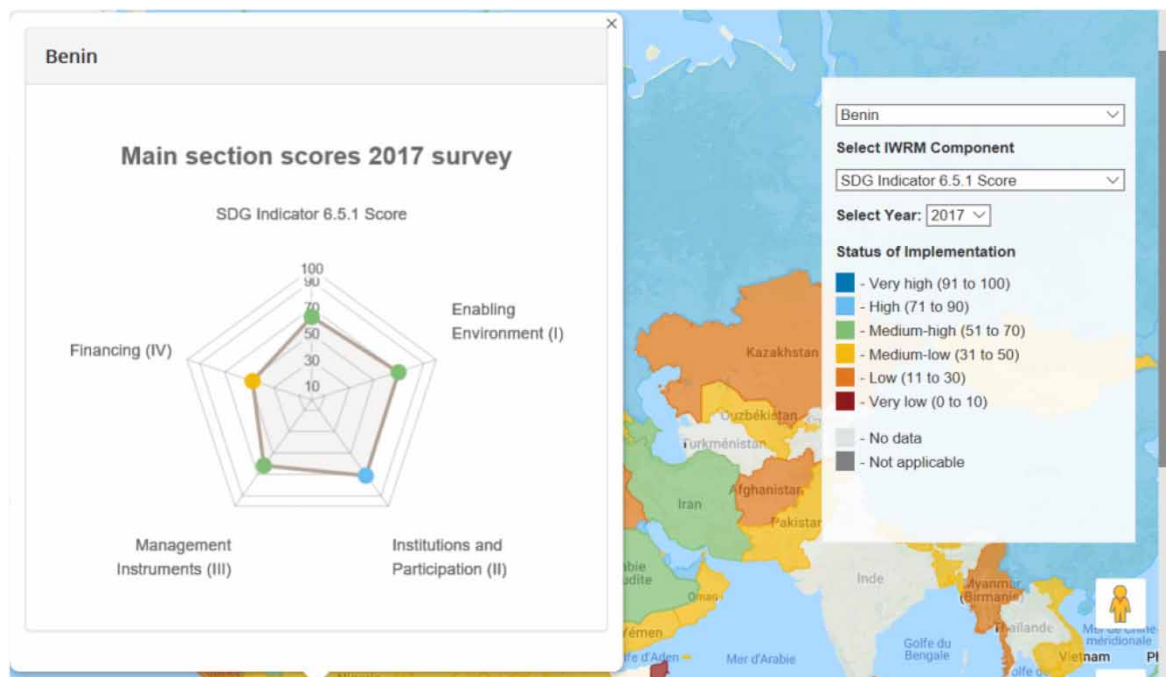 ×
Benin
Main section scores 2017 survey
SDG Indicator 6.5.1 Score
100
90
70
50
30
10
Enabling
Environment (I)
Financing (IV)
Management
Instruments (III)
Institutions and
Participation (II)
Benin
Select IWRM Component
SDG Indicator 6.5.1 Score
Select Year: 2017
Status of Implementation
- Very high (91 to 100)
- High (71 to 90)
- Medium-high (51 to 70)
- Medium-low (31 to 50)
- Low (11 to 30)
- Very low (0 to 10)
- No data
- Not applicable
Kazakhstan
Ouzbékistan
Turkménistan
Iran
Afghanistan
Pakistan
Inde
Oman
Yémen
Mer d'Arabie
Golfe du
Bengale
Myanmar
(Birmanie)
Thaïlande
Vietnam
Mer de Chine
méridionale